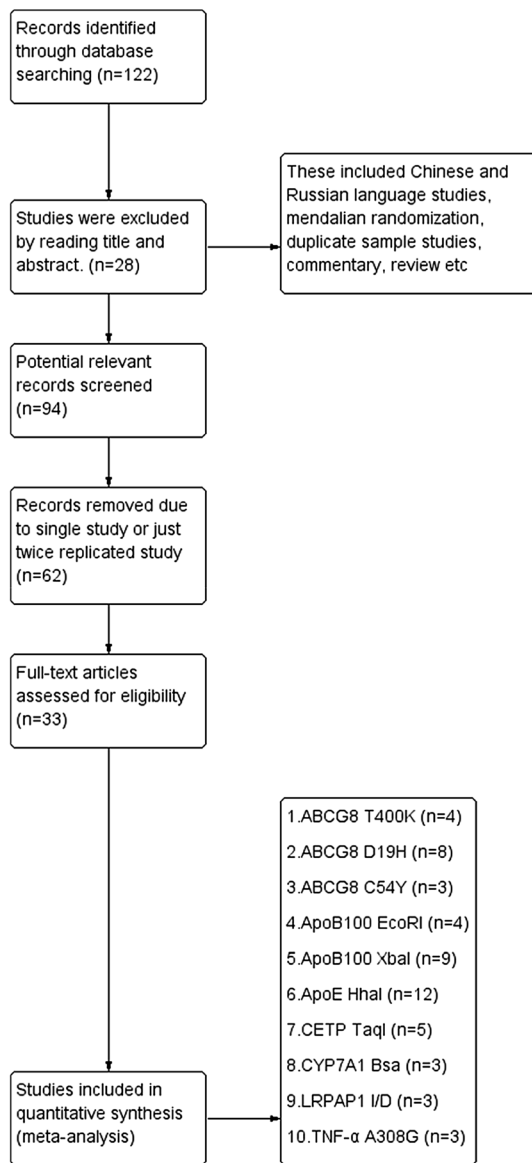 Records identified
through database
searching (n=122)
Studies were excluded
by reading title and
abstract. (n=28)
These included Chinese and
Russian language studies,
mendalian randomization,
duplicate sample studies,
commentary, review etc
Potential relevant
records screened
(n=94)
Records removed due
to single study or just
twice replicated study
(n=62)
Full-text articles
assessed for eligibility
(n=33)
Studies included in
quantitative synthesis
(meta-analysis)
1.ABCG8 T400K (n=4)
2.ABCG8 D19H (n=8)
3.ABCG8 C54Y (n=3)
4.ApoB100 EcoRI (n=4)
5.ApoB100 XbaI (n=9)
6.ApoE HhaI (n=12)
7.CETP TaqI (n=5)
8.CYP7A1 Bsa (n=3)
9.LRPAP1 I/D (n=3)
10.TNF-α A308G (n=3)